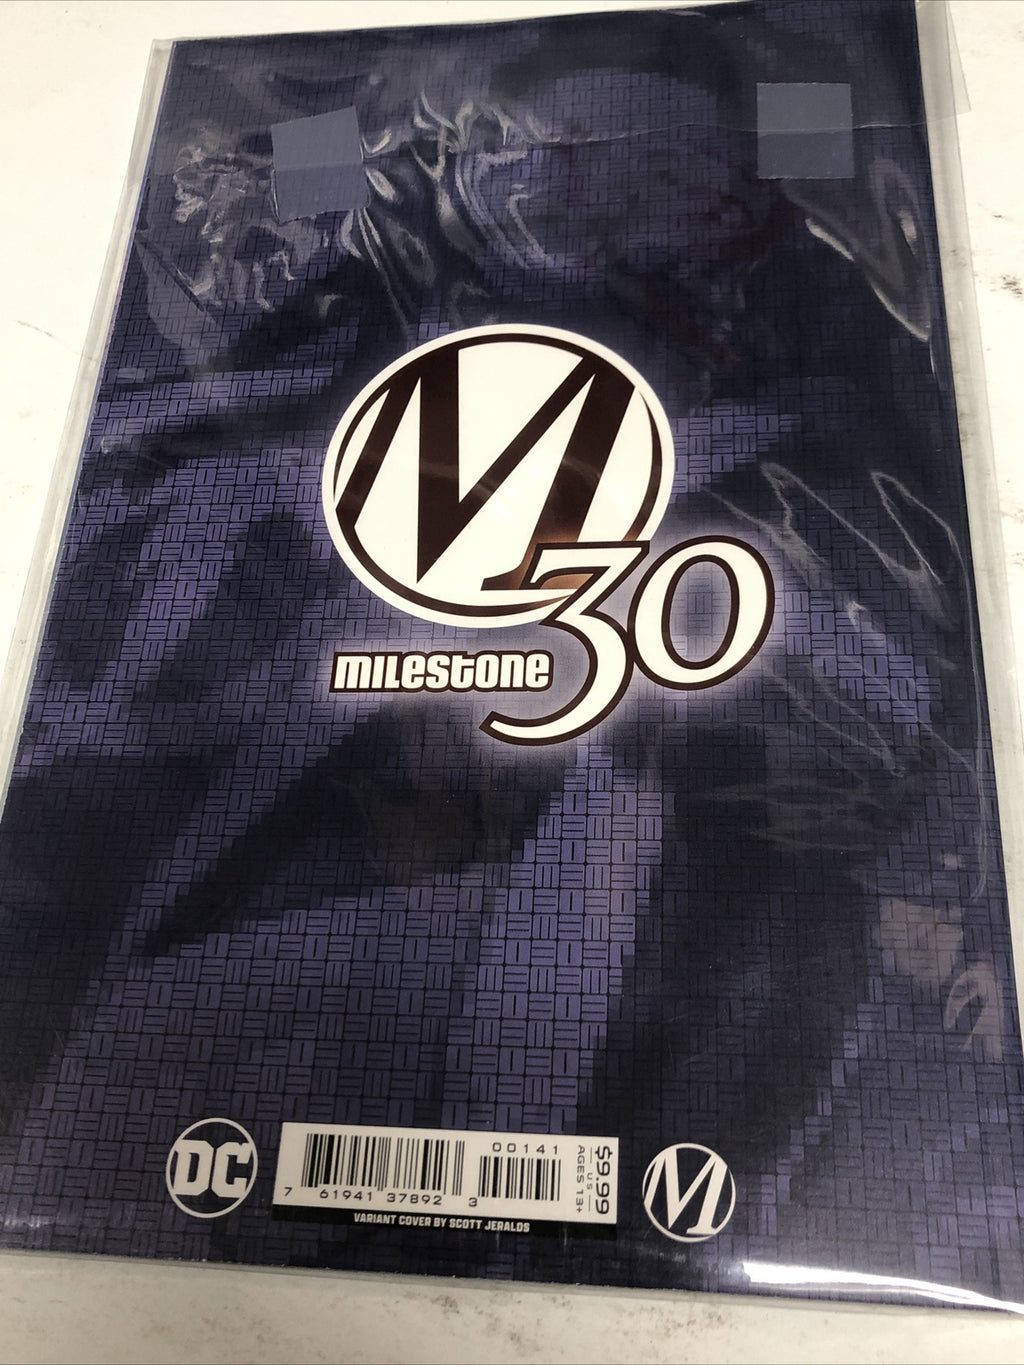 M
30
MILESTONE
DC
00141
7 61941 37892 3
$9.99
US
AGES 13+
VARIANT COVER BY SCOTT JERALDS
M